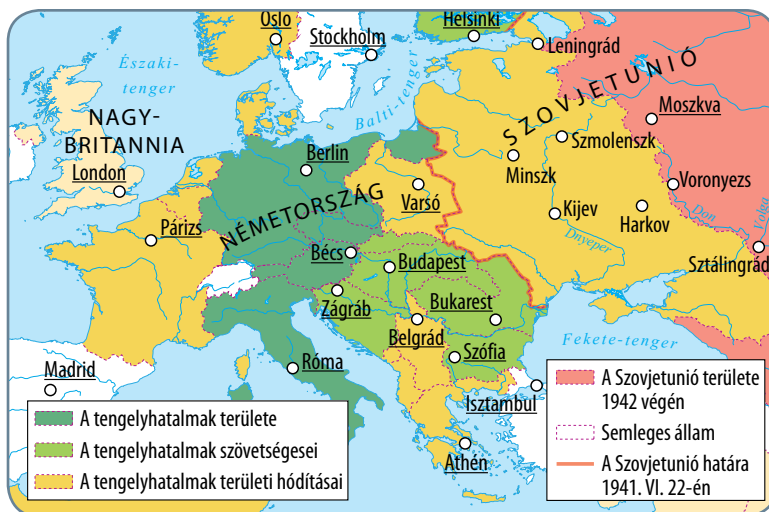 Oslo
Helsinki
Stockholm
Leningrád
Északi-
tenger
Balti-tenger
SZOVJETUNIÓ
Moszkva
NAGY-
BRITANNIA
Szmolenszk
Berlin
Minszk
London
Varsó
Voronyezs
NÉMETORSZÁG
Párizs
Kijev
Harkov
Don
Volga
Dnyeper
Bécs
Budapest
Sztálingrád
Zágráb
Bukarest
Belgrád
Fekete-tenger
Szófia
Róma
Madrid
Isztambul
Athén
A tengelyhatalmak területe
A tengelyhatalmak szövetségesei
A tengelyhatalmak területi hódításai
A Szovjetunió területe
1942 végén
Semleges állam
A Szovjetunió határa
1941. VI. 22-én